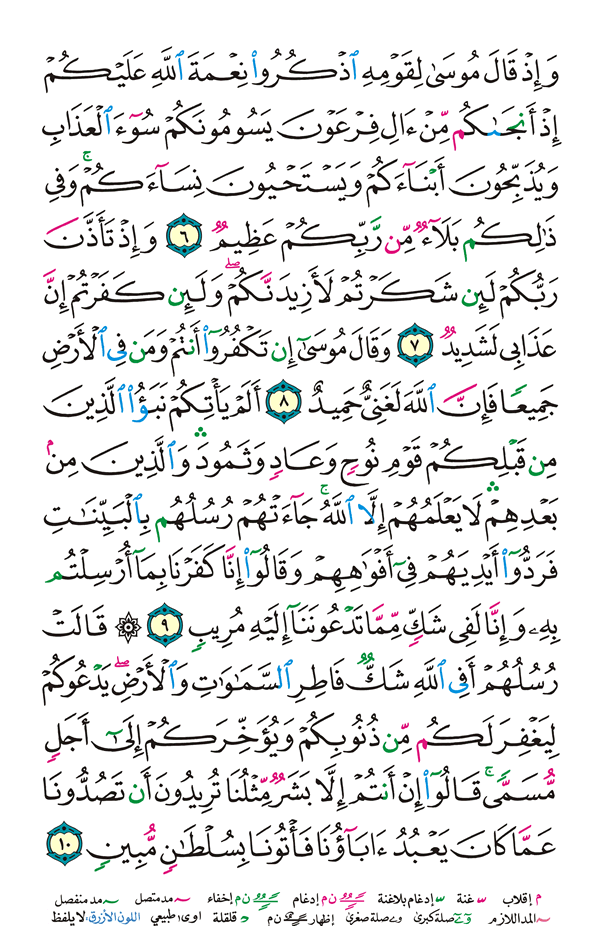 وَإِذْ قَالَ مُوسَىٰ لِقَوْمِهِ ٱذْكُرُوا۟ نِعْمَةَ ٱللَّهِ عَلَيْكُمْ
إِذْ أَنجَىٰكُم مِّنْ ءَالِ فِرْعَوْنَ يَسُومُونَكُمْ سُوٓءَ ٱلْعَذَابِ
وَيُذَبِّحُونَ أَبْنَآءَكُمْ وَيَسْتَحْيُونَ نِسَآءَكُمْ ۚ وَفِى
ذَٰلِكُم بَلَآءٌ مِّن رَّبِّكُمْ عَظِيمٌ ٦ وَإِذْ تَأَذَّنَ
رَبُّكُمْ لَئِن شَكَرْتُمْ لَأَزِيدَنَّكُمْ ۖ وَلَئِن كَفَرْتُمْ إِنَّ
عَذَابِى لَشَدِيدٌ ٧ وَقَالَ مُوسَىٰٓ إِن تَكْفُرُوٓا۟ أَنتُمْ وَمَن فِى ٱلْأَرْضِ
جَمِيعًا فَإِنَّ ٱللَّهَ لَغَنِىٌّ حَمِيدٌ ٨ أَلَمْ يَأْتِكُمْ نَبَؤُا۟ ٱلَّذِينَ
مِن قَبْلِكُمْ قَوْمِ نُوحٍ وَعَادٍ وَثَمُودَ ۛ وَٱلَّذِينَ مِنۢ
بَعْدِهِمْ ۛ لَا يَعْلَمُهُمْ إِلَّا ٱللَّهُ ۚ جَآءَتْهُمْ رُسُلُهُم بِٱلْبَيِّنَٰتِ
فَرَدُّوٓا۟ أَيْدِيَهُمْ فِىٓ أَفْوَٰهِهِمْ وَقَالُوٓا۟ إِنَّا كَفَرْنَا بِمَآ أُرْسِلْتُم
بِهِۦ وَإِنَّا لَفِى شَكٍّ مِّمَّا تَدْعُونَنَآ إِلَيْهِ مُرِيبٍ ٩ ۞ قَالَتْ
رُسُلُهُمْ أَفِى ٱللَّهِ شَكٌّ فَاطِرِ ٱلسَّمَٰوَٰتِ وَٱلْأَرْضِ ۖ يَدْعُوكُمْ
لِيَغْفِرَ لَكُم مِّن ذُنُوبِكُمْ وَيُؤَخِّرَكُمْ إِلَىٰٓ أَجَلٍ
مُّسَمًّى ۚ قَالُوٓا۟ إِنْ أَنتُمْ إِلَّا بَشَرٌ مِّثْلُنَا تُرِيدُونَ أَن تَصُدُّونَا
عَمَّا كَانَ يَعْبُدُ ءَابَآؤُنَا فَأْتُونَا بِسُلْطَٰنٍ مُّبِينٍ ١٠
م إقلاب غنة إدغام بلاغنة ن م إدغام ن م إخفاء مد متصل مد منفصل
المد اللازم صلة كبرى صلة صغرى إظهار ن م قلقلة اوى طبيعي اللون الأزرق: لا يلفظ